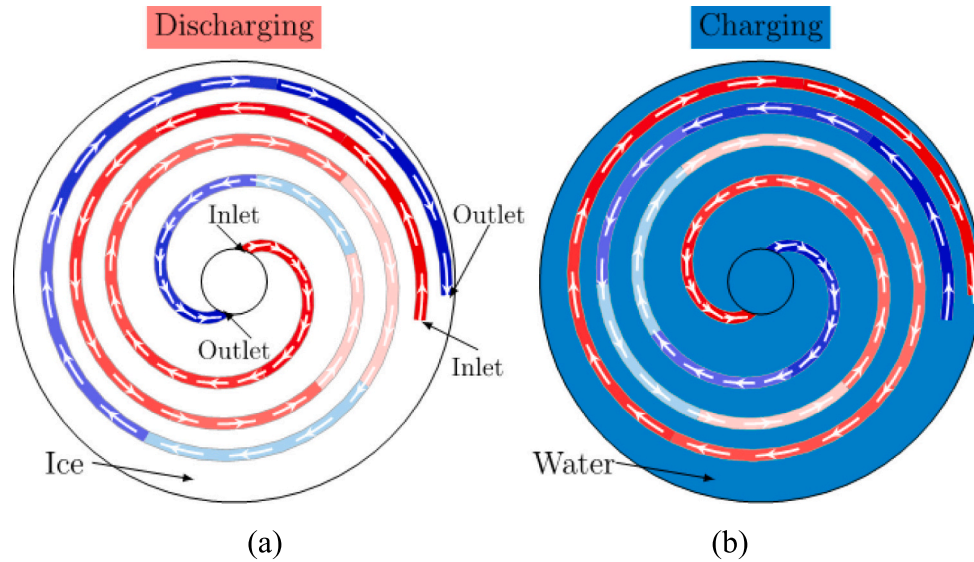 Discharging
Charging
Inlet
Outlet
Outlet
Inlet
Ice
Water
(a)
(b)